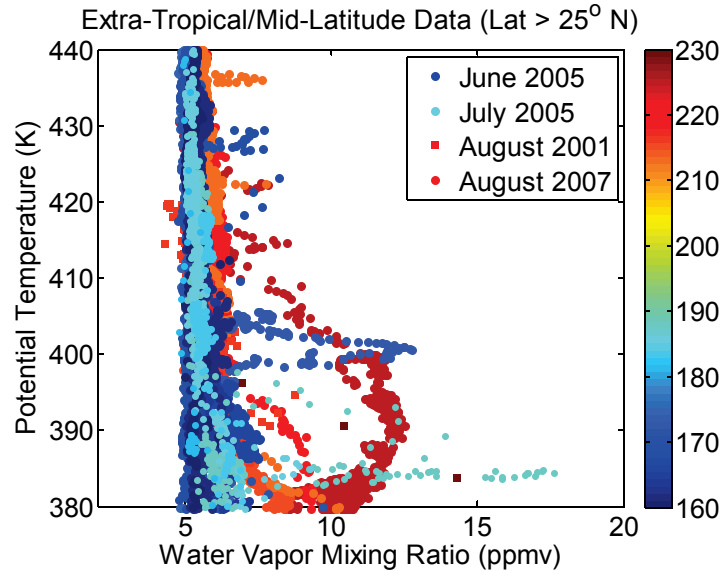 Extra-Tropical/Mid-Latitude Data (Lat > 25° N)
440
430
420
410
400
390
380
Potential Temperature (K)
June 2005
July 2005
August 2001
August 2007
5
10
15
20
Water Vapor Mixing Ratio (ppmv)
230
220
210
200
190
180
170
160